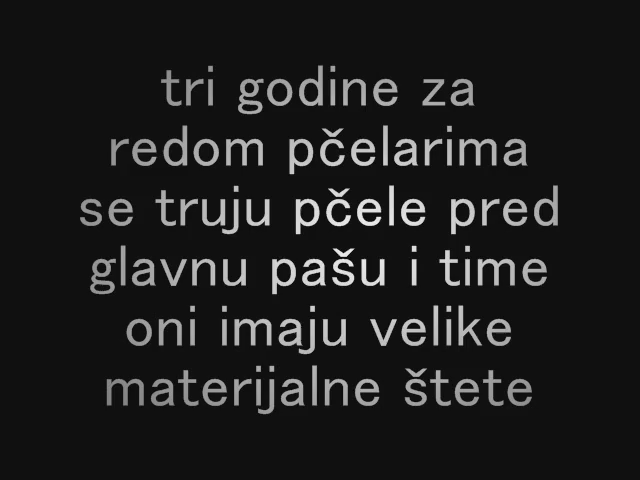 tri godine za
redom pčelarima
se truju pčele pred
glavnu pašu i time
oni imaju velike
materijalne štete